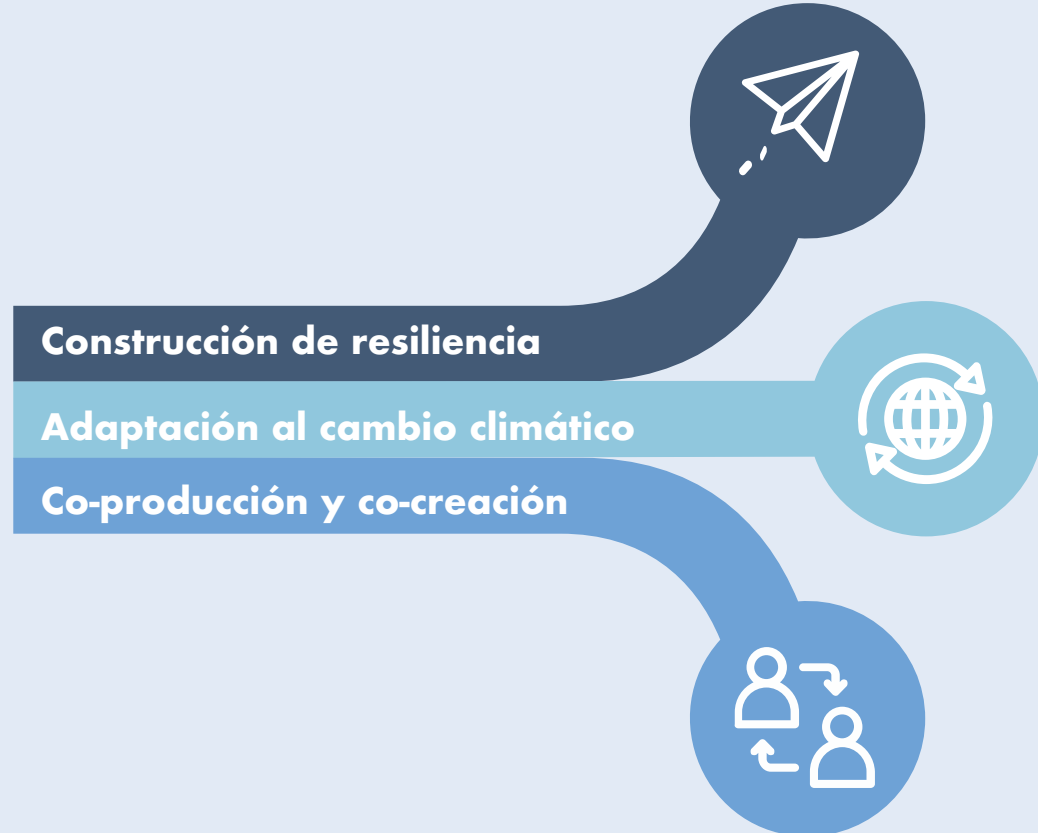 Construcción de resiliencia
Adaptación al cambio climático
Co-producción y co-creación